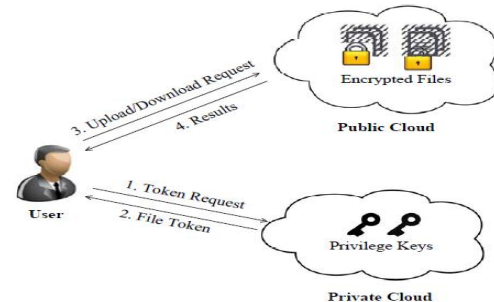 Encrypted Files
Public Cloud
3. Upload/Download Request
4. Results
User
1. Token Request
2. File Token
Privilege Keys
Private Cloud